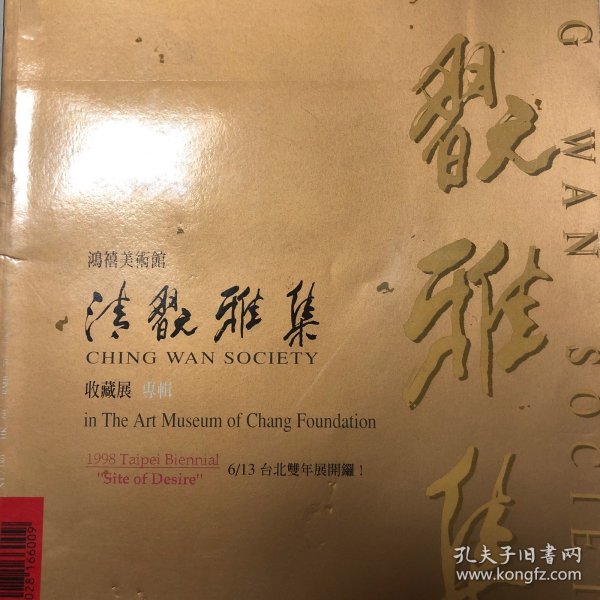 鴻禧美術館
清翫雅集
CHING WAN SOCIETY
收藏展 專輯
in The Art Museum of Chang Foundation
1998 Taipei Biennial
"Site of Desire"
6/13 台北雙年展開鑼！
翫雅集
G WAN SOCIE
028166009
孔夫子旧书网
www.kongfz.com